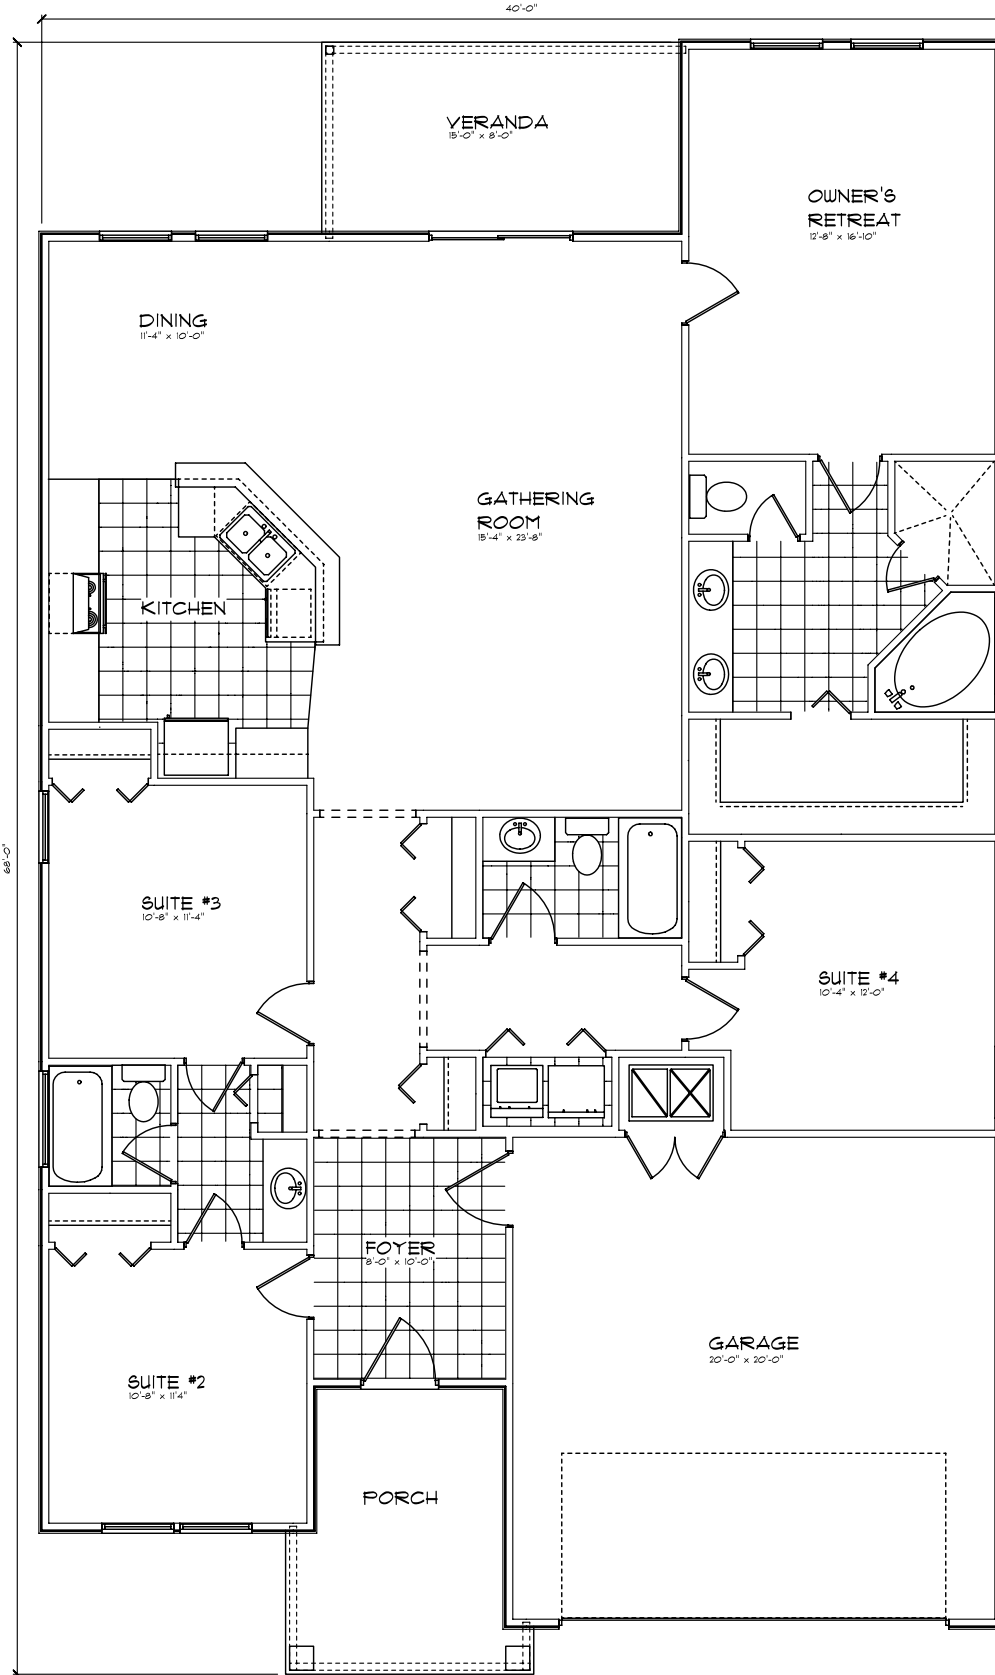 40'-0"
VERANDA
15'-0" x 8'-0"
OWNER'S
RETREAT
12'-8" x 16'-10"
DINING
11'-4" x 10'-0"
GATHERING
ROOM
15'-4" x 23'-8"
KITCHEN
68'-0"
SUITE #3
10'-8" x 11'-4"
SUITE #4
10'-4" x 12'-0"
FOYER
8'-0" x 10'-0"
GARAGE
20'-0" x 20'-0"
SUITE #2
10'-8" x 11'4"
PORCH